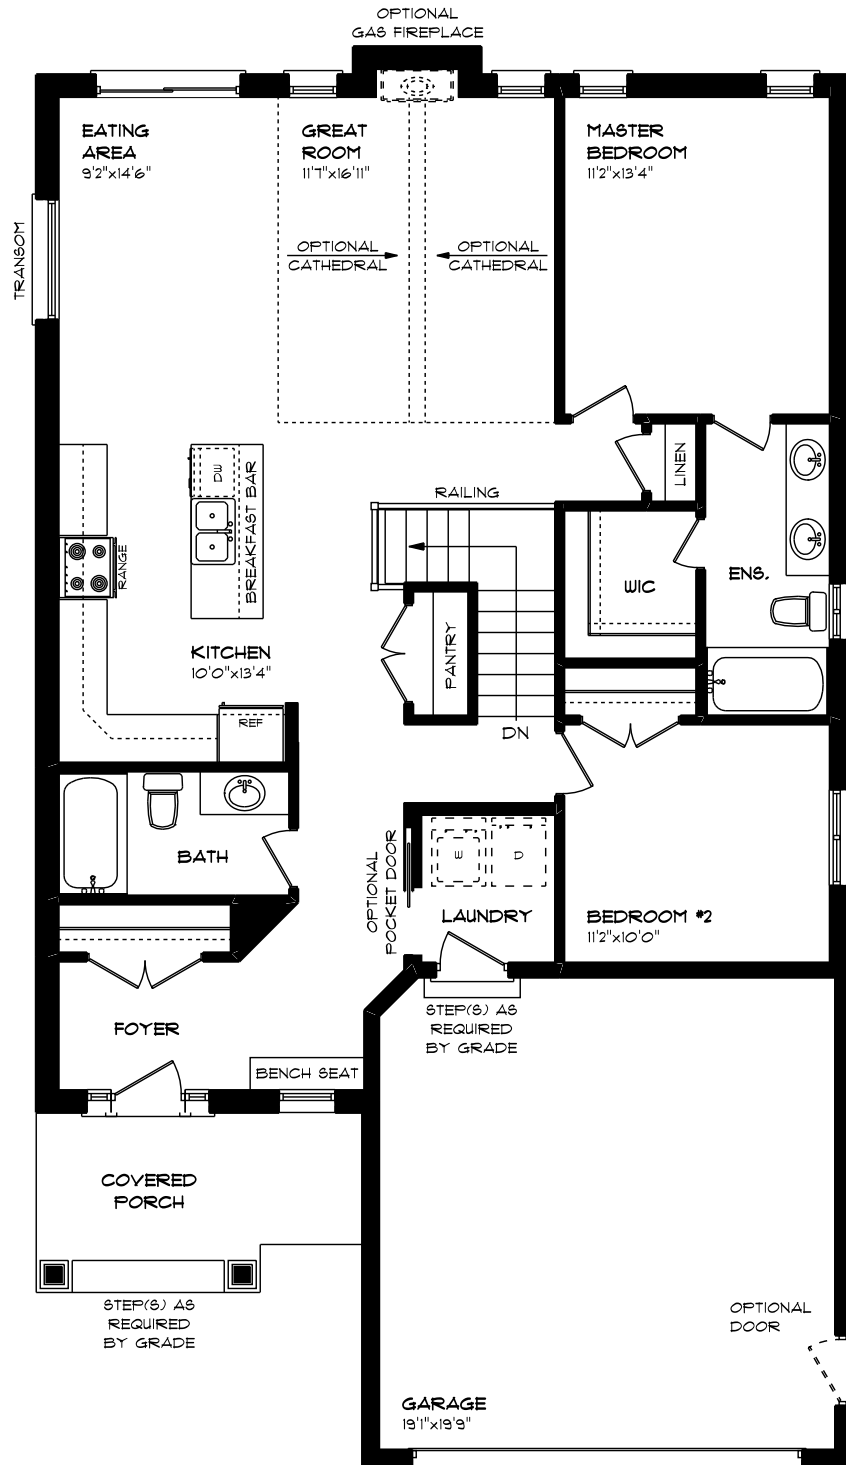 OPTIONAL
GAS FIREPLACE
EATING
AREA
9'2"x14'6"
GREAT
ROOM
11'7"x16'11"
MASTER
BEDROOM
11'2"x13'4"
TRANSOM
OPTIONAL
CATHEDRAL
OPTIONAL
CATHEDRAL
LINEN
DW
BREAKFAST BAR
RAILING
RANGE
ENS.
WIC
KITCHEN
10'0"x13'4"
PANTRY
REF
DN
BATH
OPTIONAL
POCKET DOOR
W
D
LAUNDRY
BEDROOM #2
11'2"x10'0"
FOYER
STEP(S) AS
REQUIRED
BY GRADE
BENCH SEAT
COVERED
PORCH
STEP(S) AS
REQUIRED
BY GRADE
OPTIONAL
DOOR
GARAGE
19'1"x19'9"